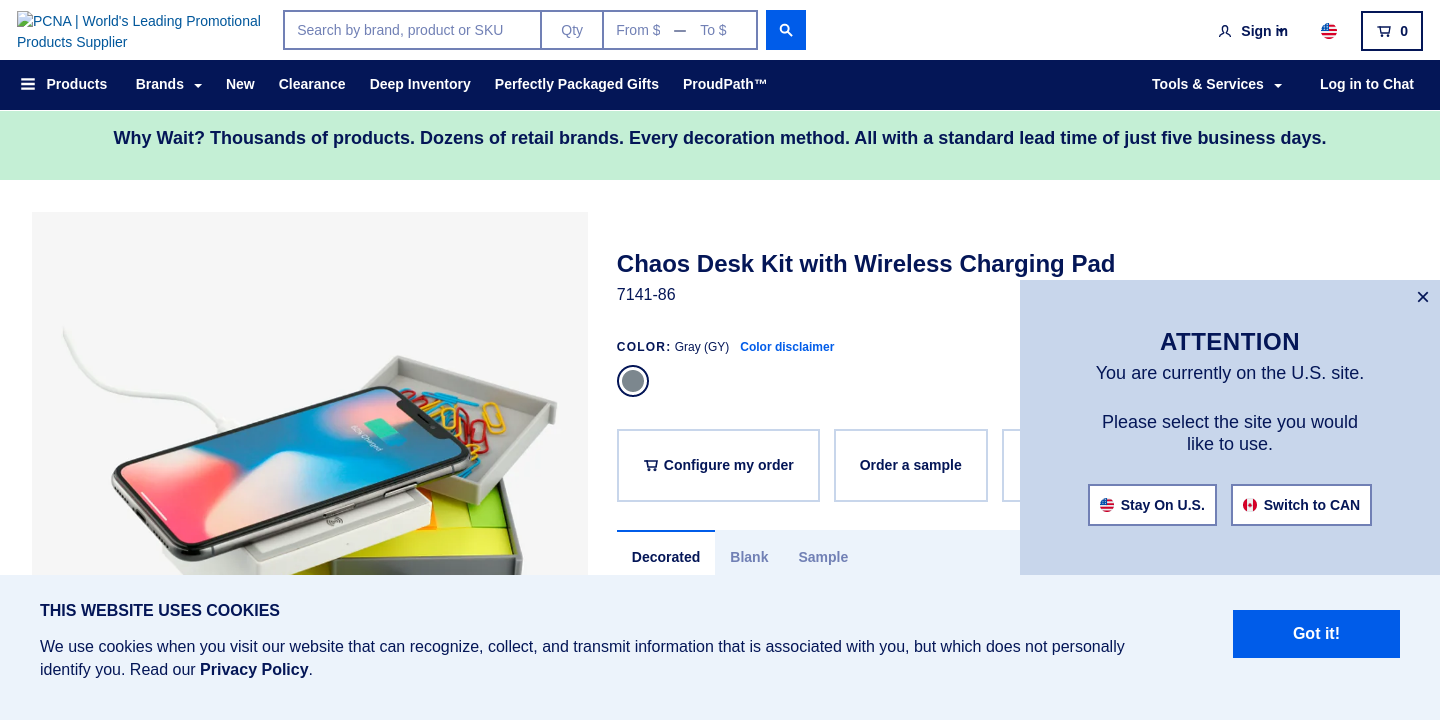 PCNA | World's Leading Promotional
Products Supplier
Search by brand, product or SKU
Qty
From $
To $
Sign in
0
Products
Brands
New
Clearance
Deep Inventory
Perfectly Packaged Gifts
ProudPath™
Tools & Services
Log in to Chat
Why Wait? Thousands of products. Dozens of retail brands. Every decoration method. All with a standard lead time of just five business days.
Chaos Desk Kit with Wireless Charging Pad
7141-86
COLOR: Gray (GY) Color disclaimer
Configure my order
Order a sample
Decorated
Blank
Sample
ATTENTION
You are currently on the U.S. site.
Please select the site you would
like to use.
Stay On U.S.
Switch to CAN
THIS WEBSITE USES COOKIES
We use cookies when you visit our website that can recognize, collect, and transmit information that is associated with you, but which does not personally
identify you. Read our Privacy Policy.
Got it!